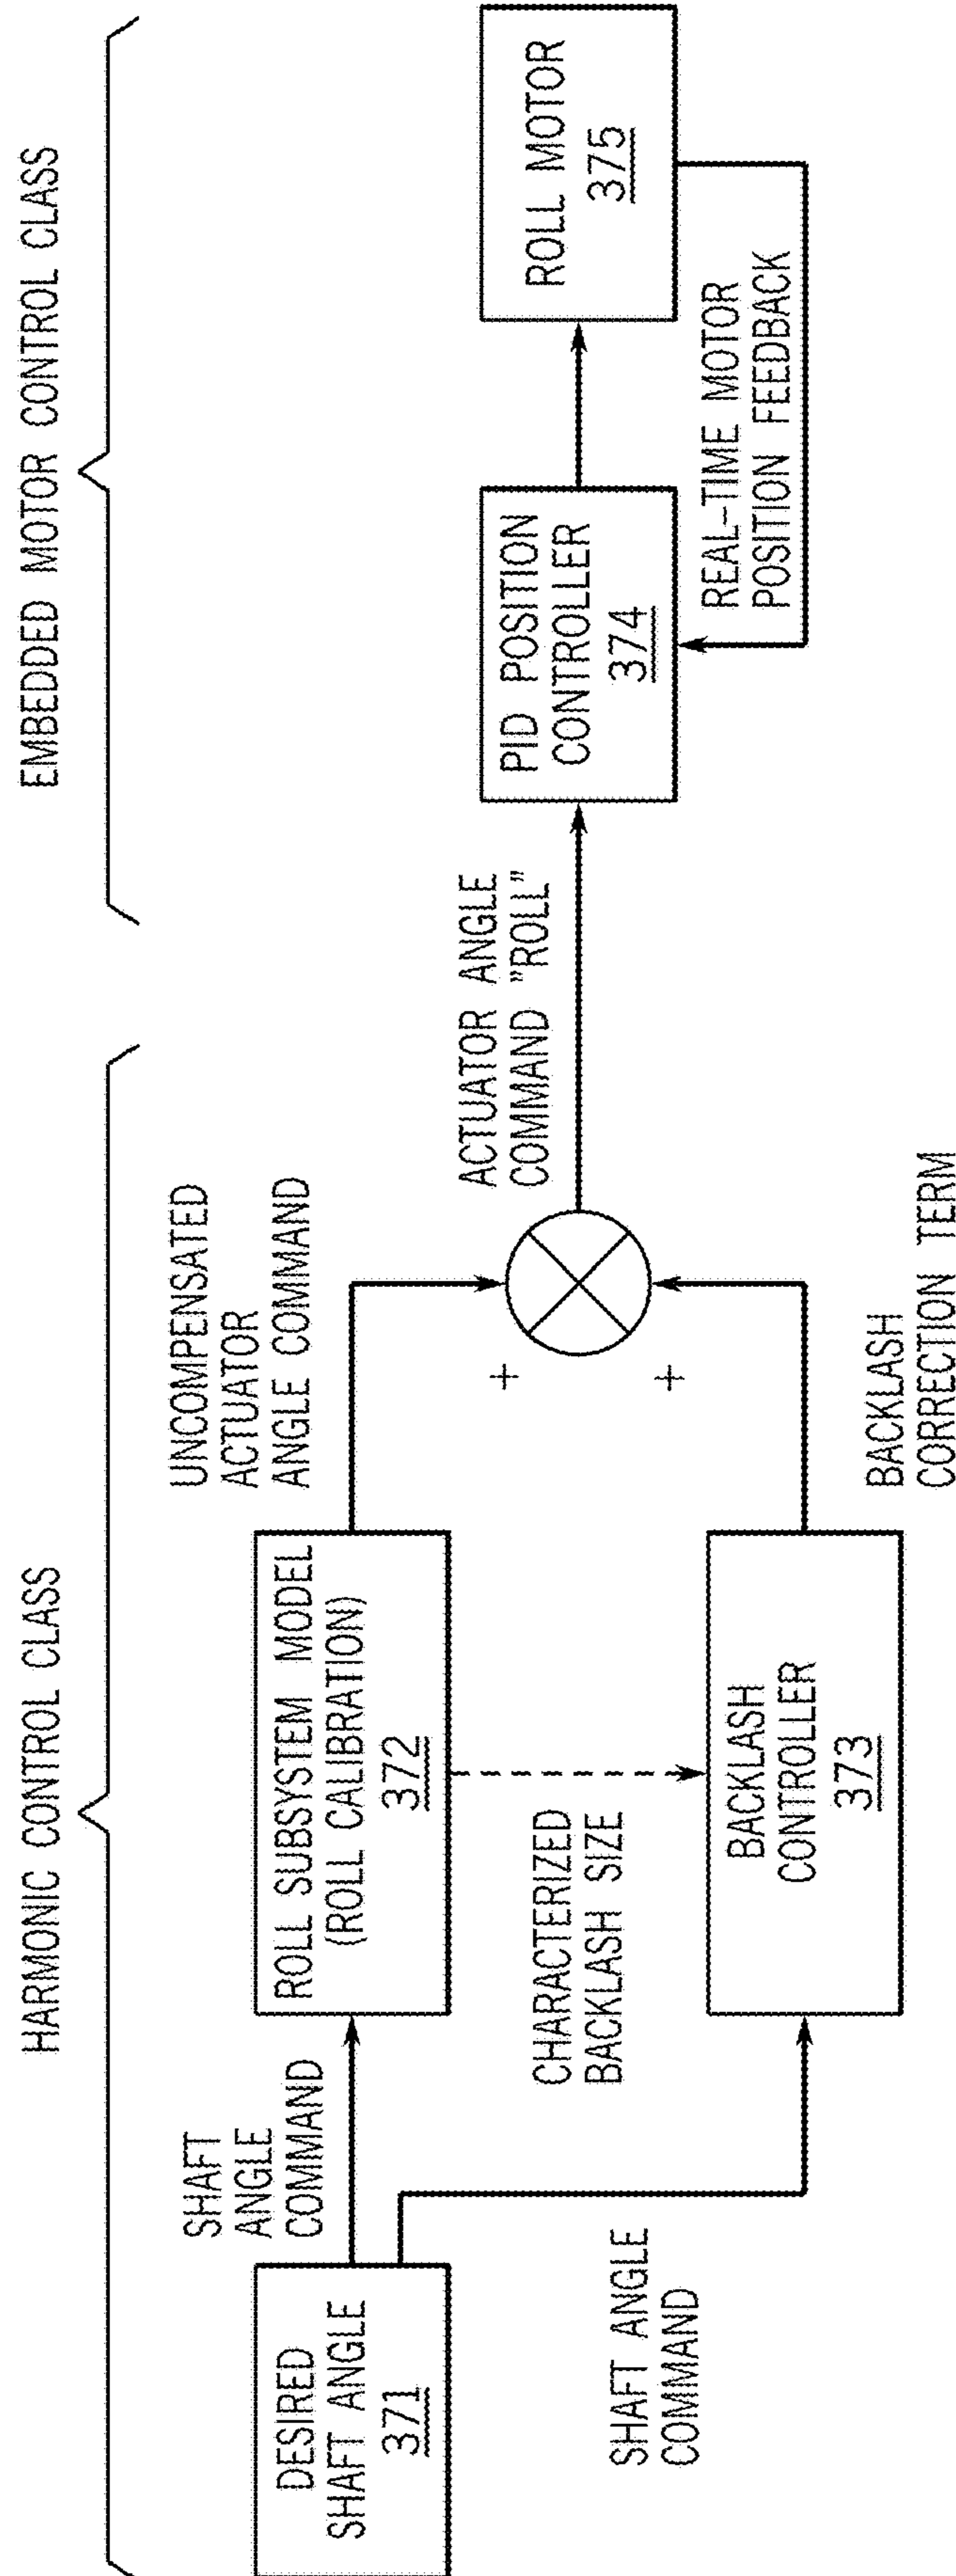 HARMONIC CONTROL CLASS
EMBEDDED MOTOR CONTROL CLASS
DESIRED
SHAFT ANGLE
371
SHAFT
ANGLE
COMMAND
SHAFT ANGLE
COMMAND
ROLL SUBSYSTEM MODEL
(ROLL CALIBRATION)
372
CHARACTERIZED
BACKLASH SIZE
BACKLASH
CONTROLLER
373
UNCOMPENSATED
ACTUATOR
ANGLE COMMAND
+
+
BACKLASH
CORRECTION TERM
ACTUATOR ANGLE
COMMAND "ROLL"
PID POSITION
CONTROLLER
374
REAL-TIME MOTOR
POSITION FEEDBACK
ROLL MOTOR
375